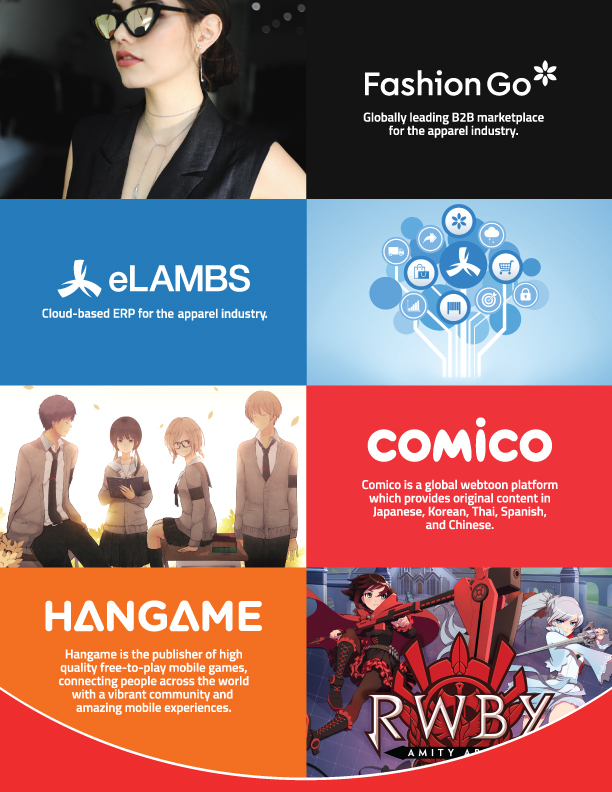 Fashion Go
Globally leading B2B marketplace
for the apparel industry.
eLAMBS
Cloud-based ERP for the apparel industry.
comico
Comico is a global webtoon platform
which provides original content in
Japanese, Korean, Thai, Spanish,
and Chinese.
HANGAME
Hangame is the publisher of high
quality free-to-play mobile games,
connecting people across the world
with a vibrant community and
amazing mobile experiences.
RWBY
AMITY